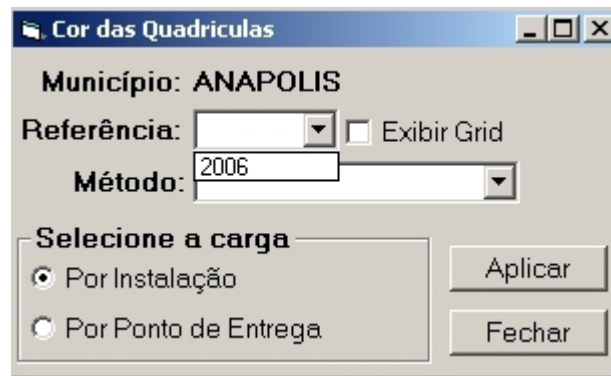 Cor das Quadriculas
Município: ANAPOLIS
Referência: Exibir Grid
2006
Método:
Selecione a carga
Por Instalação
Aplicar
Por Ponto de Entrega
Fechar